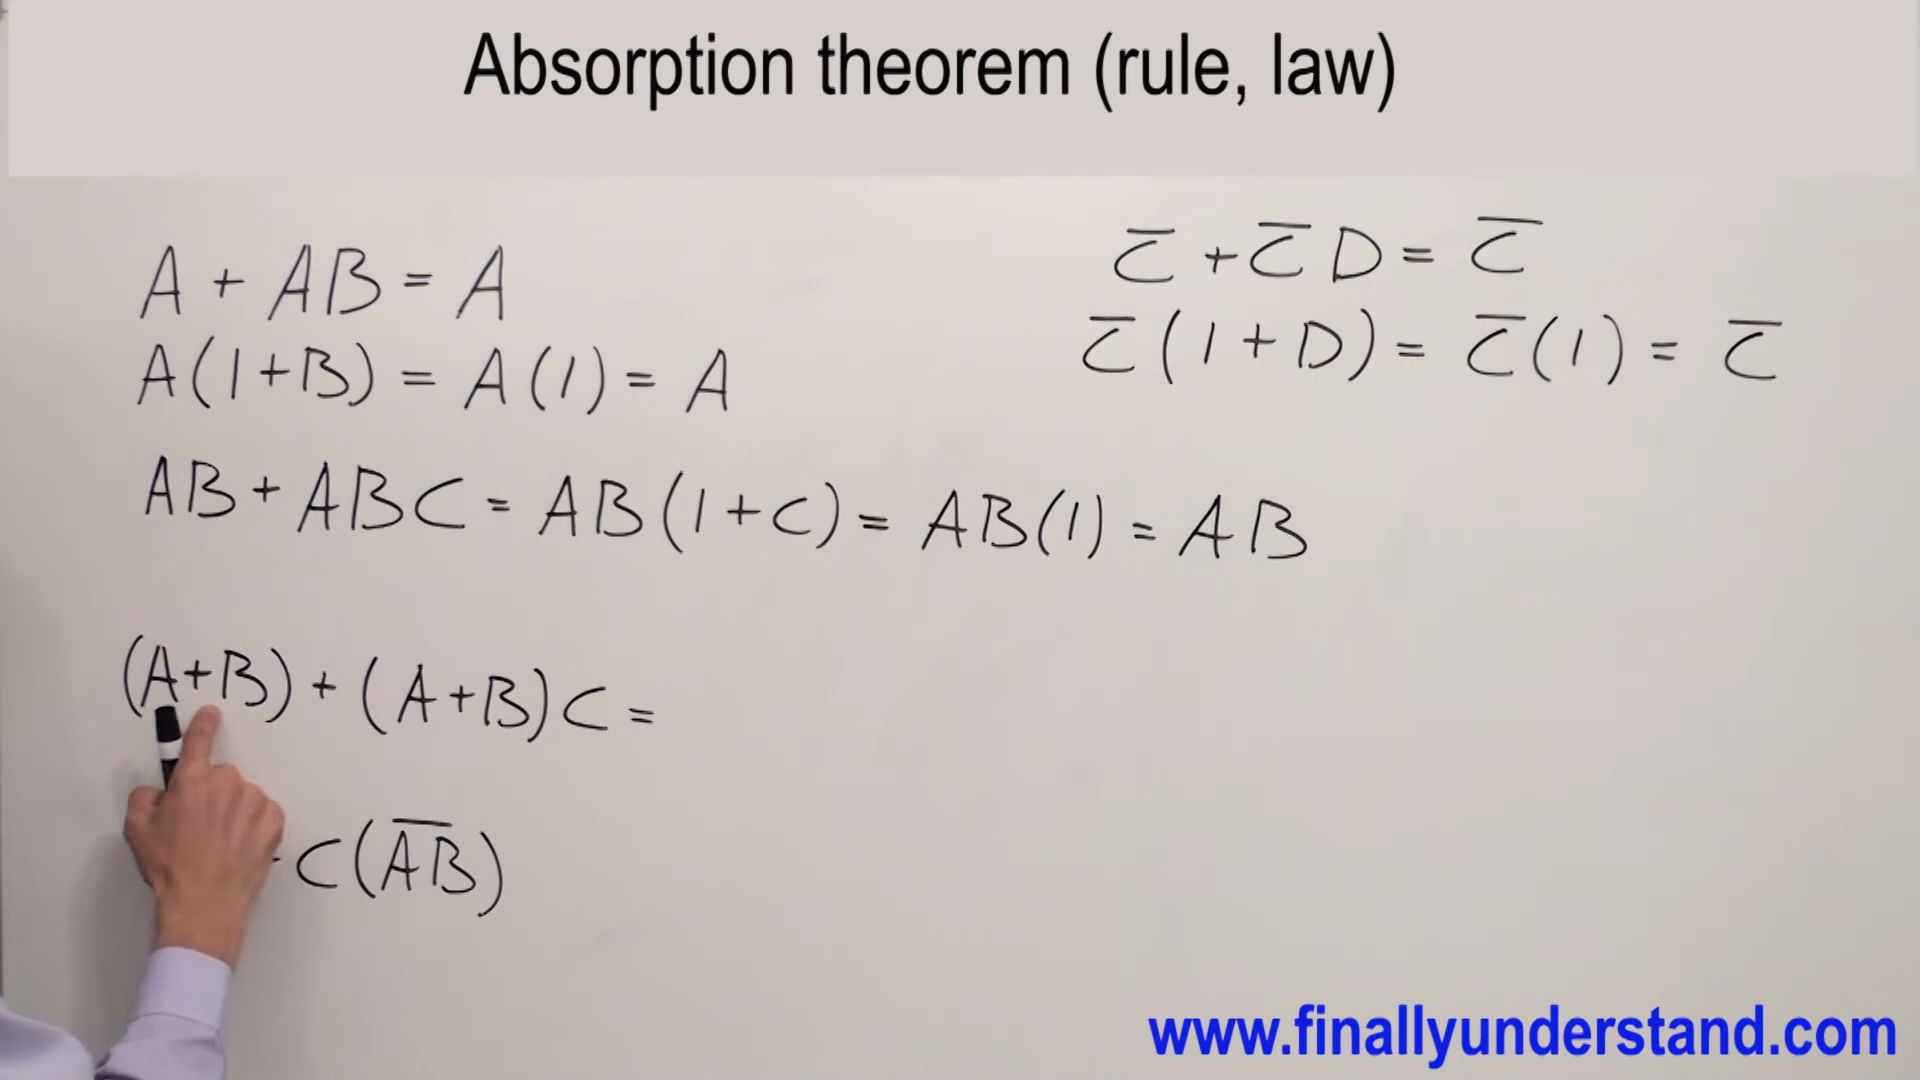 Absorption theorem (rule, law)
A + AB = A
A(1+B) = A(1) = A
AB + ABC = AB(1+C) = AB(1) = AB
(A+B) + (A+B)C =
C(A̅B̅)
C̅ + C̅D = C̅
C̅(1+D) = C̅(1) = C̅
www.finallyunderstand.com